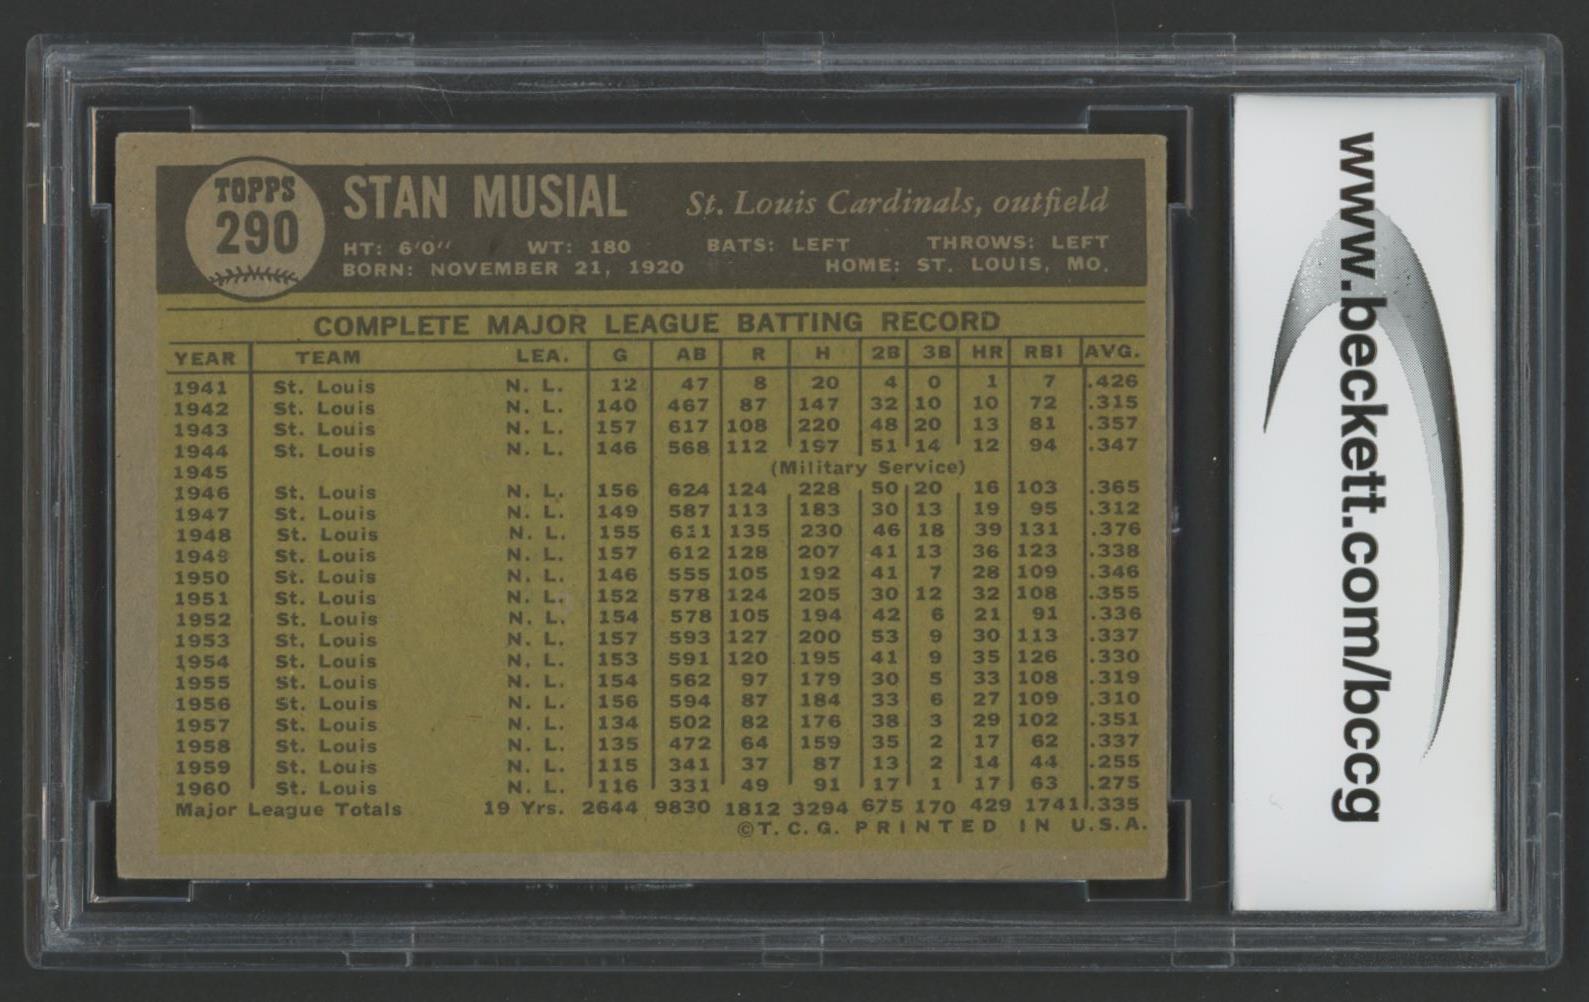 TOPPS
290
STAN MUSIAL St. Louis Cardinals, outfield
HT: 6'0" WT: 180 BATS: LEFT THROWS: LEFT
BORN: NOVEMBER 21, 1920 HOME: ST. LOUIS, MO.
COMPLETE MAJOR LEAGUE BATTING RECORD
YEAR TEAM LEA. G AB R H 2B 3B HR RBI AVG.
1941 St. Louis N. L. 12 47 8 20 4 0 1 7 .426
1942 St. Louis N. L. 140 467 87 147 32 10 10 72 .315
1943 St. Louis N. L. 157 617 108 220 48 20 13 81 .357
1944 St. Louis N. L. 146 568 112 197 51 14 12 94 .347
1945 (Military Service)
1946 St. Louis N. L. 156 624 124 228 50 20 16 103 .365
1947 St. Louis N. L. 149 587 113 183 30 13 19 95 .312
1948 St. Louis N. L. 155 611 135 230 46 18 39 131 .376
1949 St. Louis N. L. 157 612 128 207 41 13 36 123 .338
1950 St. Louis N. L. 146 555 105 192 41 7 28 109 .346
1951 St. Louis N. L. 152 578 124 205 30 12 32 108 .355
1952 St. Louis N. L. 154 578 105 194 42 6 21 91 .336
1953 St. Louis N. L. 157 593 127 200 53 9 30 113 .337
1954 St. Louis N. L. 153 591 120 195 41 9 35 126 .330
1955 St. Louis N. L. 154 562 97 179 30 5 33 108 .319
1956 St. Louis N. L. 156 594 87 184 33 6 27 109 .310
1957 St. Louis N. L. 134 502 82 176 38 3 29 102 .351
1958 St. Louis N. L. 135 472 64 159 35 2 17 62 .337
1959 St. Louis N. L. 115 341 37 87 13 2 14 44 .255
1960 St. Louis N. L. 116 331 49 91 17 1 17 63 .275
Major League Totals 19 Yrs. 2644 9830 1812 3294 675 170 429 1741 .335
©T.C.G. PRINTED IN U.S.A.
www.beckett.com/bccg